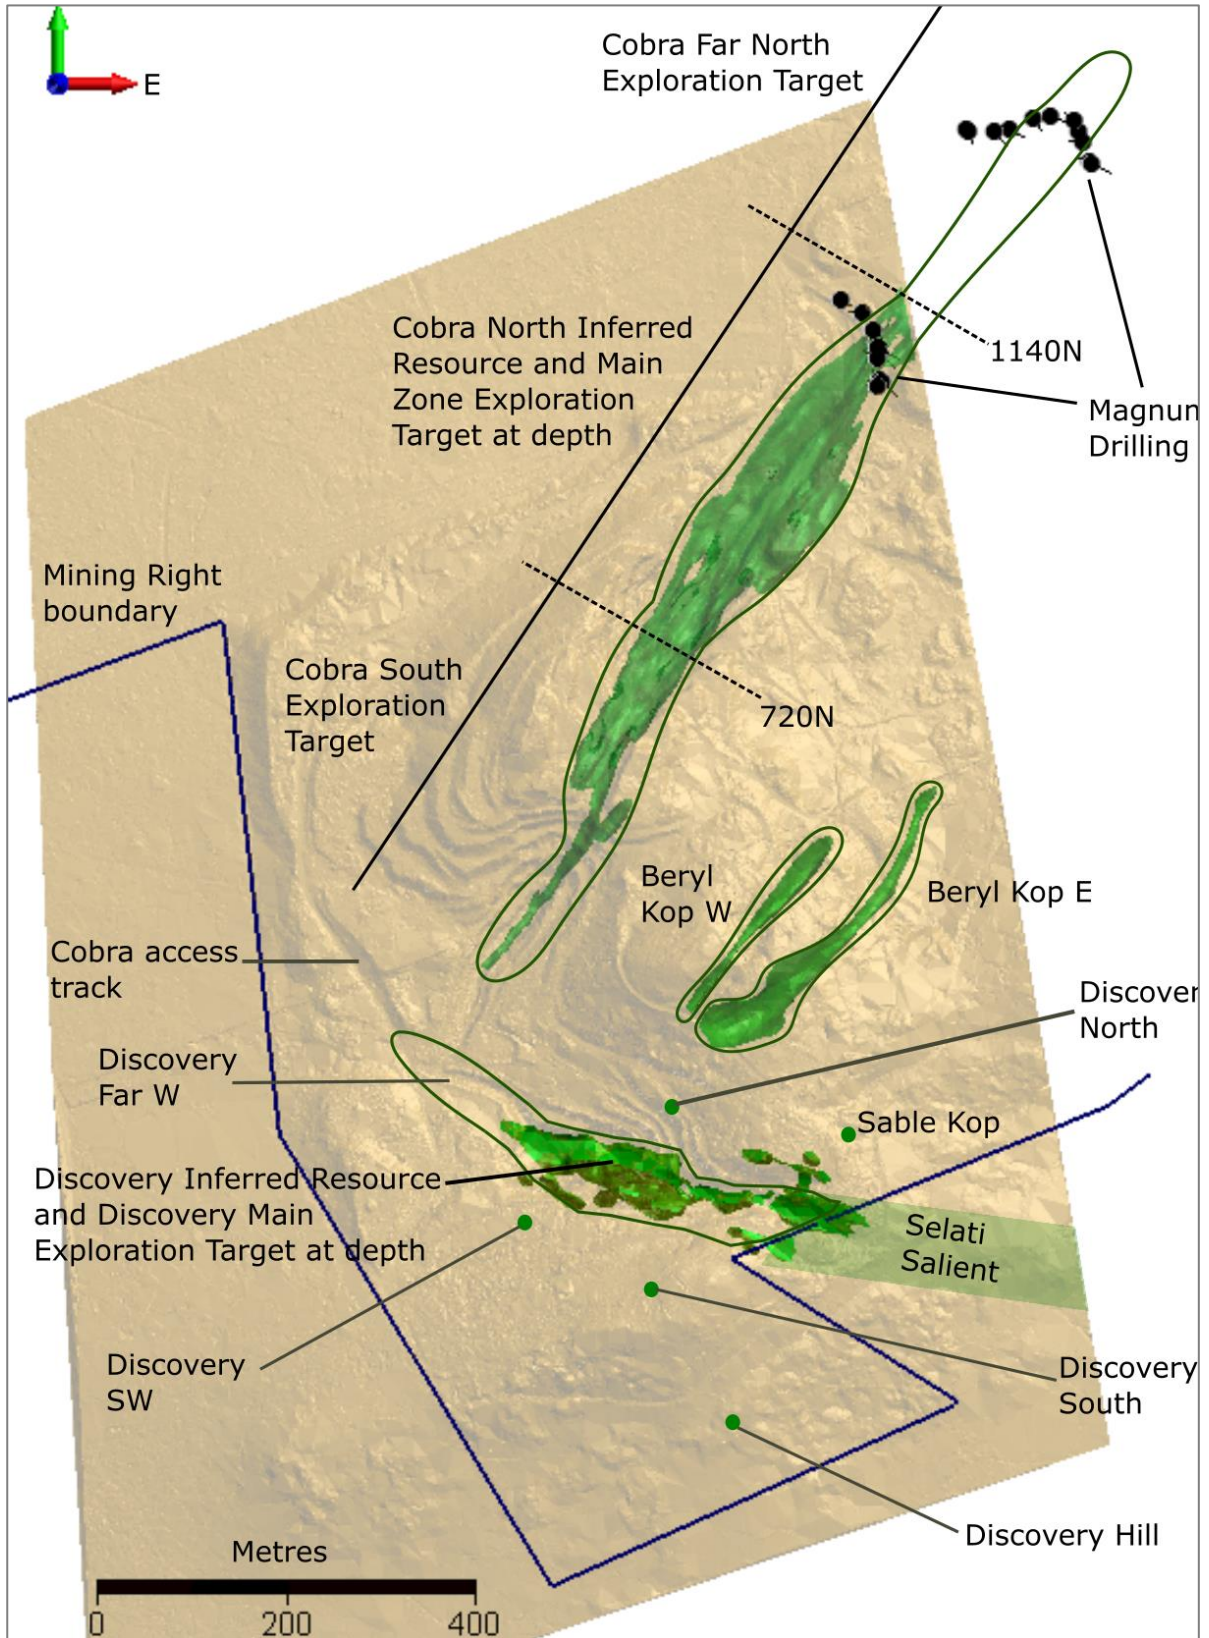 Cobra Far North
Exploration Target
E
Cobra North Inferred
Resource and Main
Zone Exploration
Target at depth
1140N
Magnum
Drilling
Mining Right
boundary
Cobra South
Exploration
Target
720N
Beryl
Kop W
Beryl Kop E
Cobra access
track
Discover
North
Discovery
Far W
Sable Kop
Discovery Inferred Resource
and Discovery Main
Exploration Target at depth
Selati
Salient
Discovery
SW
Discovery
South
Discovery Hill
Metres
0 200 400